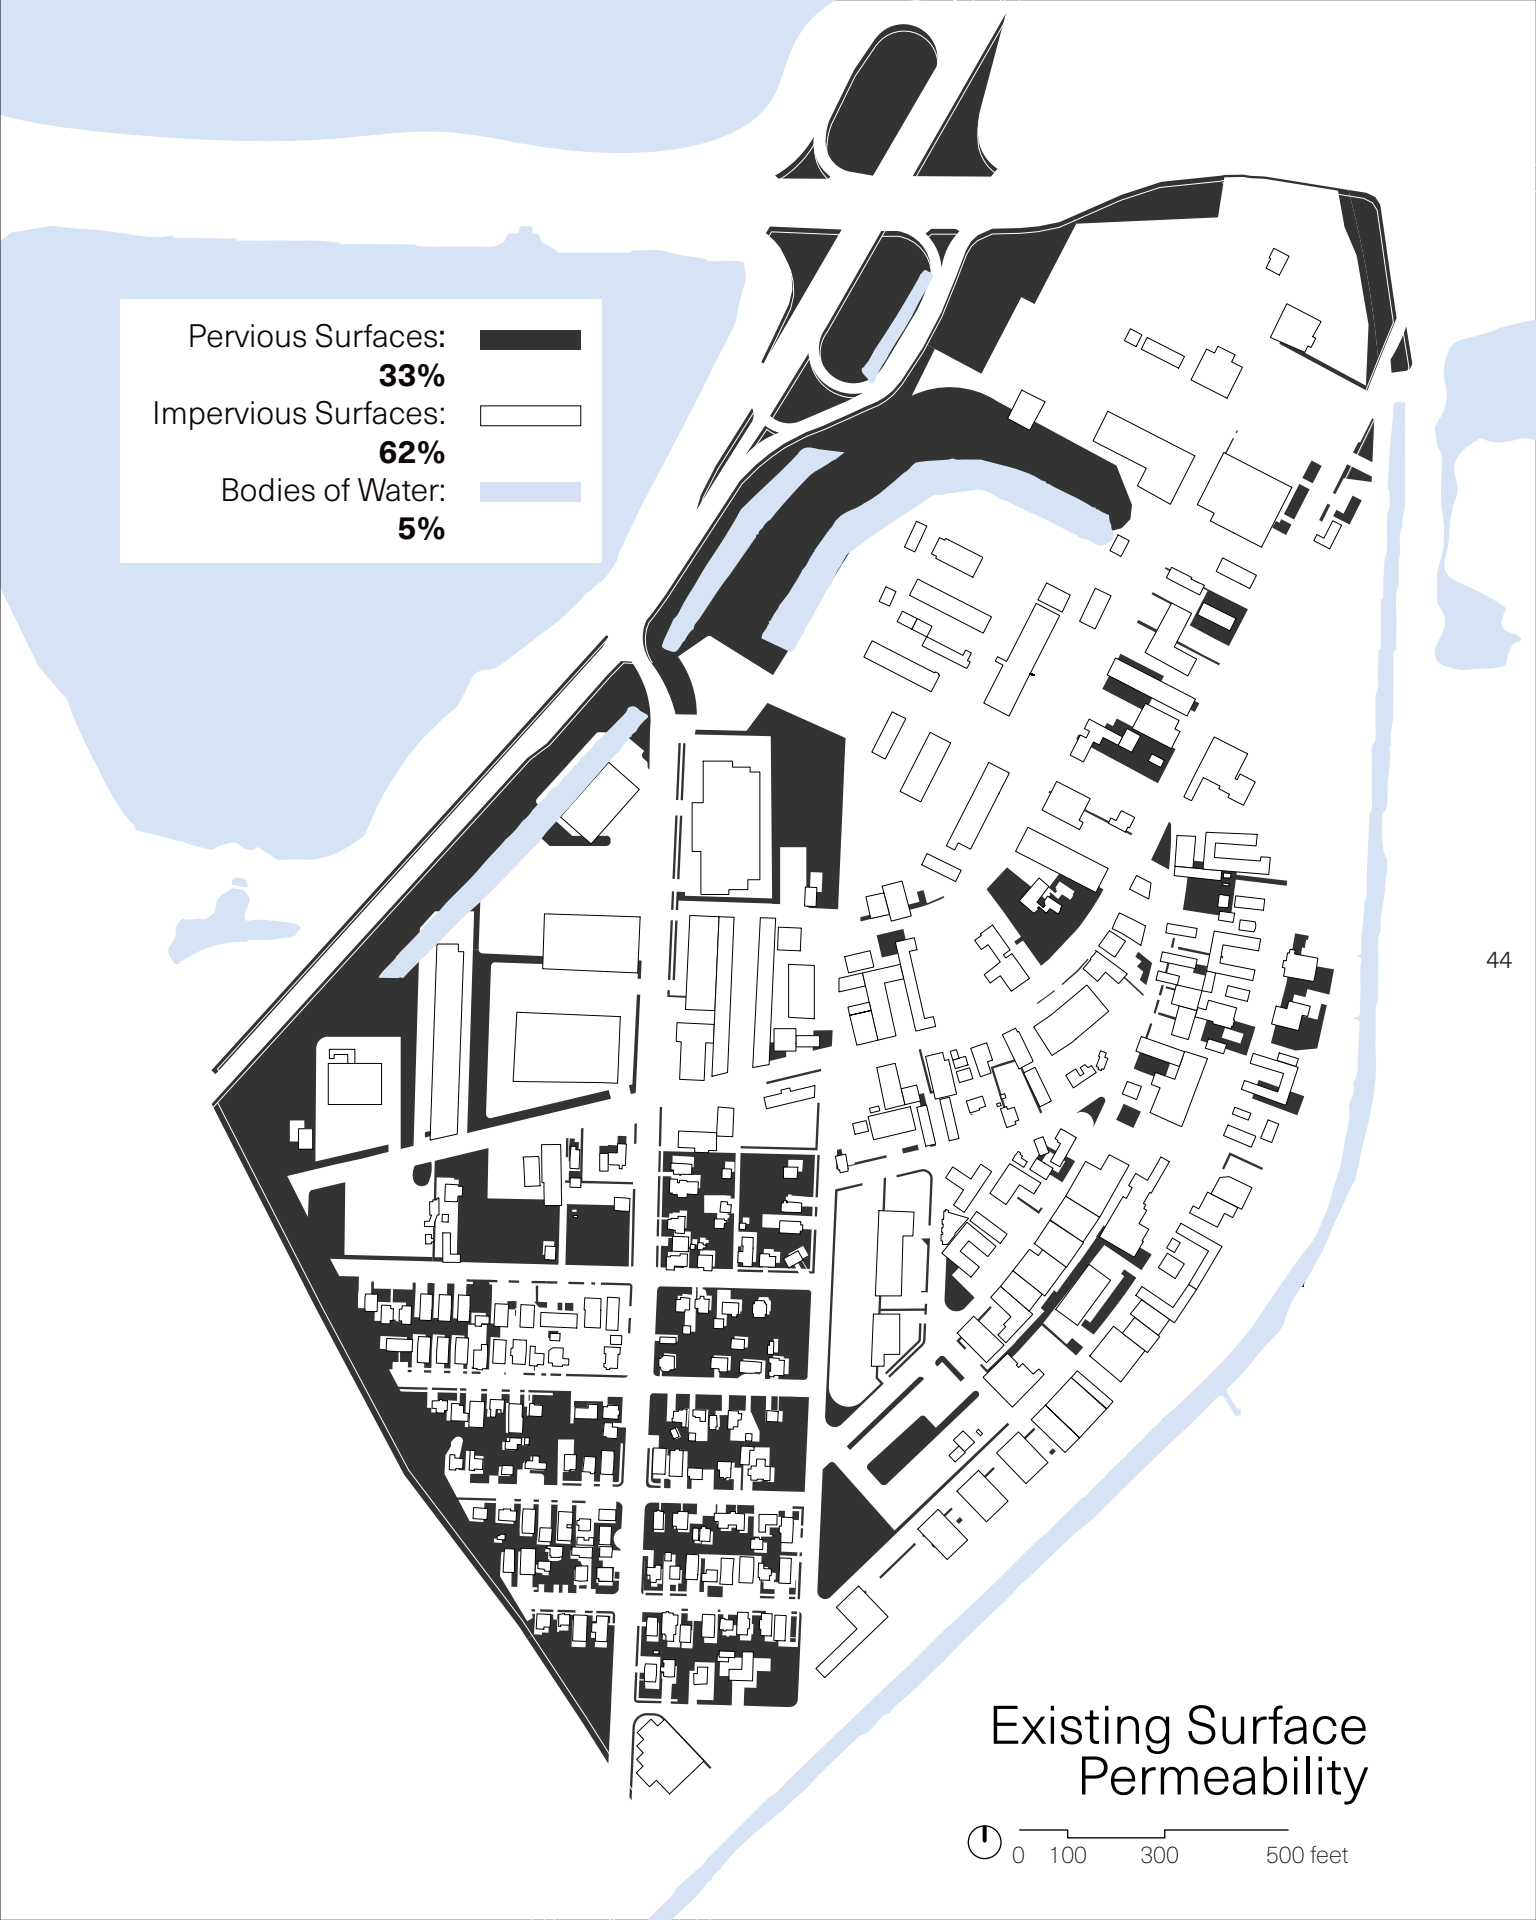 Pervious Surfaces:
33%
Impervious Surfaces:
62%
Bodies of Water:
5%
44
Existing Surface
Permeability
0 100 300 500 feet